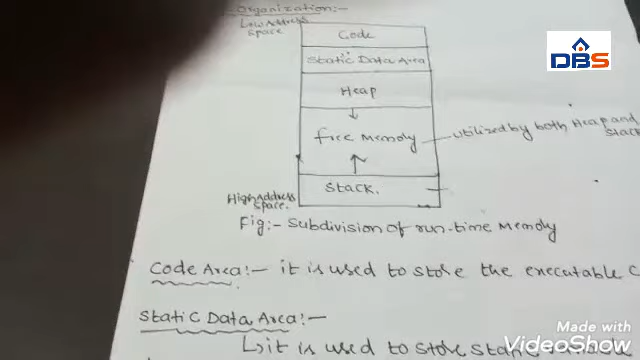 Organization:-
Low Address
Space
Code
Static Data Area
Heap
free Memory
utilized by both Heap and
Stack
Stack.
High Address
Space.
Fig:- Subdivision of run-time Memory
Code Area:- it is used to store the executable C
Static Data Area:-
it is used to store
DBS
Made with
VideoShow